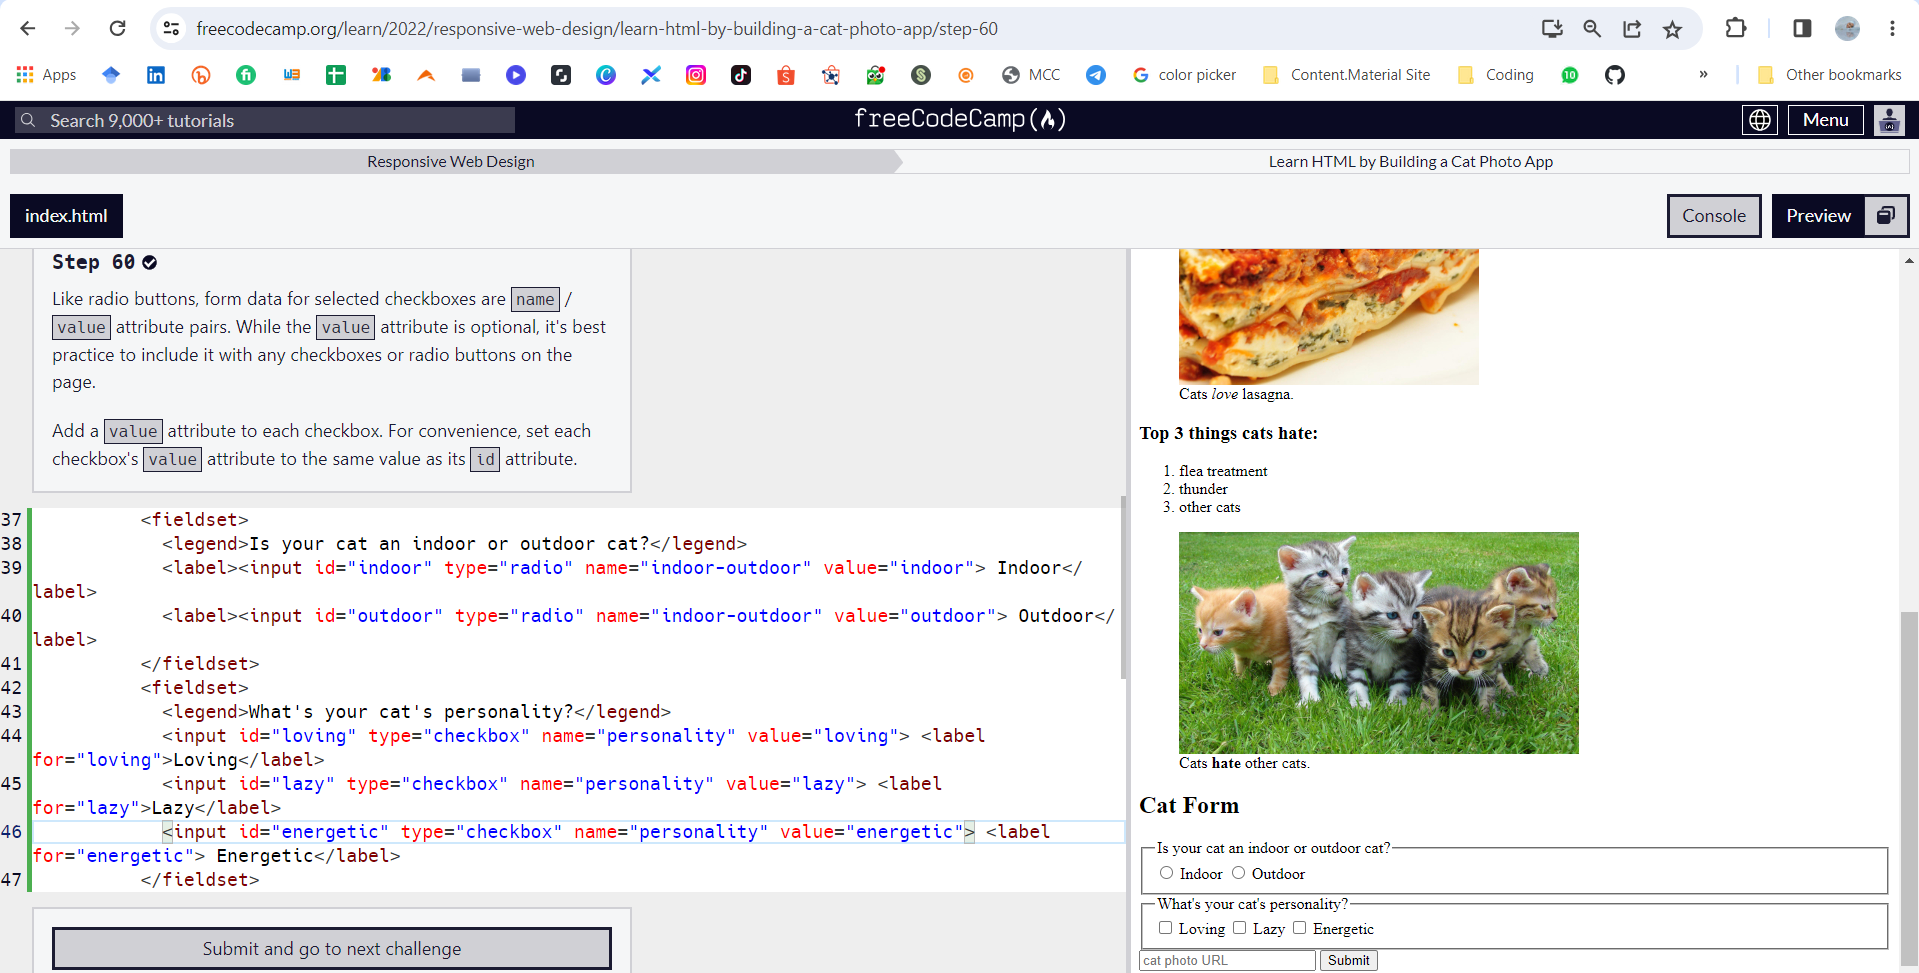 freecodecamp.org/learn/2022/responsive-web-design/learn-html-by-building-a-cat-photo-app/step-60
Apps
MCC
color picker
Content.Material Site
Coding
10
»
Other bookmarks
Search 9,000+ tutorials
freeCodeCamp
Menu
Responsive Web Design
Learn HTML by Building a Cat Photo App
index.html
Console
Preview
Step 60
Like radio buttons, form data for selected checkboxes are name /
value attribute pairs. While the value attribute is optional, it's best
practice to include it with any checkboxes or radio buttons on the
page.
Add a value attribute to each checkbox. For convenience, set each
checkbox's value attribute to the same value as its id attribute.
37 <fieldset>
38 <legend>Is your cat an indoor or outdoor cat?</legend>
39 <label><input id="indoor" type="radio" name="indoor-outdoor" value="indoor"> Indoor</
label>
40 <label><input id="outdoor" type="radio" name="indoor-outdoor" value="outdoor"> Outdoor</
label>
41 </fieldset>
42 <fieldset>
43 <legend>What's your cat's personality?</legend>
44 <input id="loving" type="checkbox" name="personality" value="loving"> <label
for="loving">Loving</label>
45 <input id="lazy" type="checkbox" name="personality" value="lazy"> <label
for="lazy">Lazy</label>
46 <input id="energetic" type="checkbox" name="personality" value="energetic"> <label
for="energetic"> Energetic</label>
47 </fieldset>
Submit and go to next challenge
Cats love lasagna.
Top 3 things cats hate:
1. flea treatment
2. thunder
3. other cats
Cats hate other cats.
Cat Form
Is your cat an indoor or outdoor cat?
Indoor Outdoor
What's your cat's personality?
Loving Lazy Energetic
cat photo URL Submit